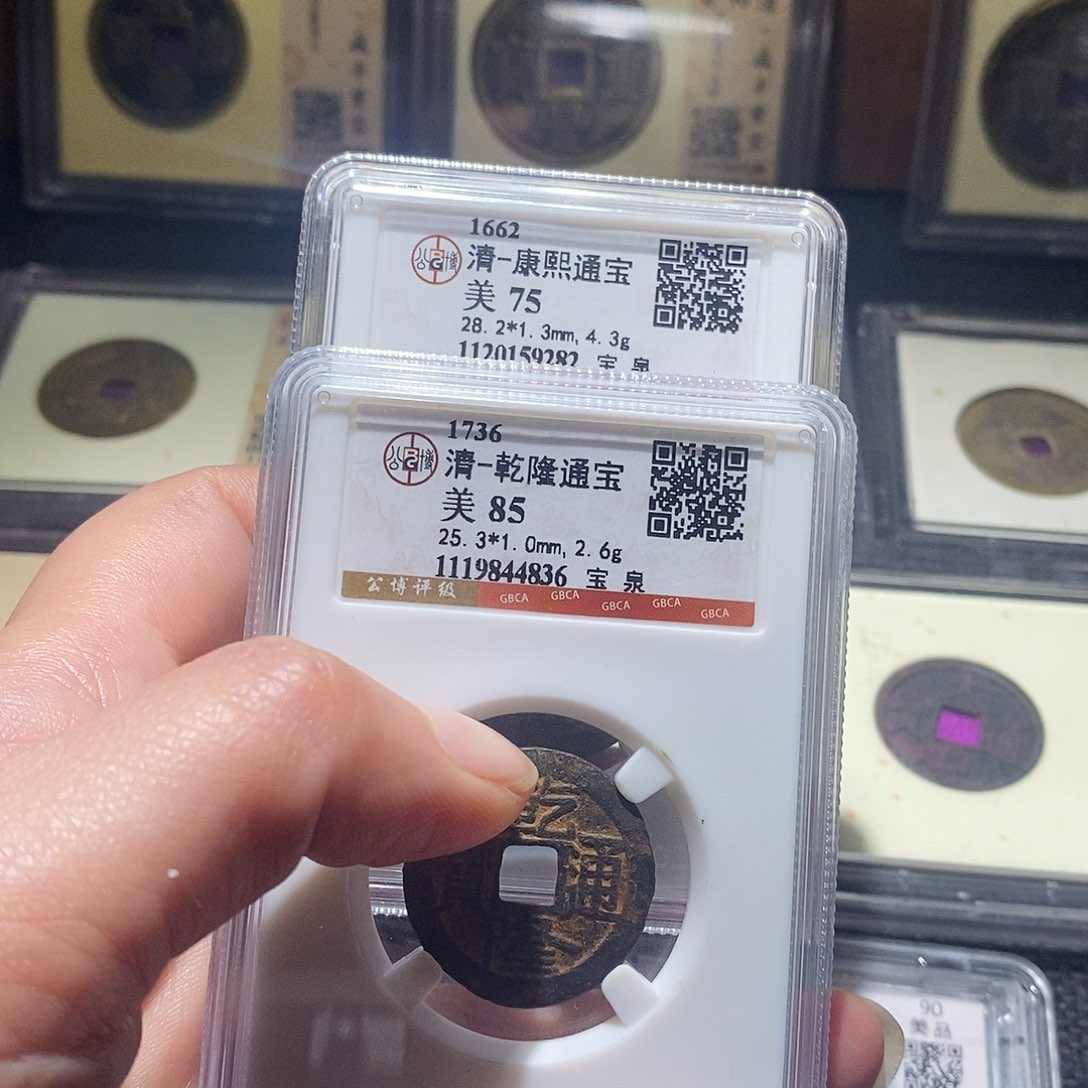 1662
清-康熙通宝
美 75
28.2*1.3mm, 4.3g
1120159282 宝 泉
1736
清-乾隆通宝
美 85
25.3*1.0mm, 2.6g
1119844836 宝 泉
公博评级 GBCA GBCA GBCA GBCA GBCA
乾
通
90
美品